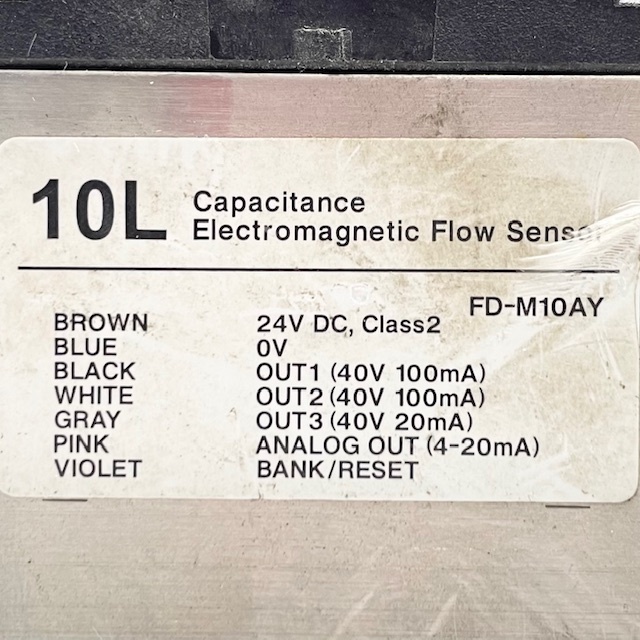 10L Capacitance
Electromagnetic Flow Sensor
FD-M10AY
BROWN 24V DC, Class2
BLUE 0V
BLACK OUT1 (40V 100mA)
WHITE OUT2 (40V 100mA)
GRAY OUT3 (40V 20mA)
PINK ANALOG OUT (4-20mA)
VIOLET BANK/RESET